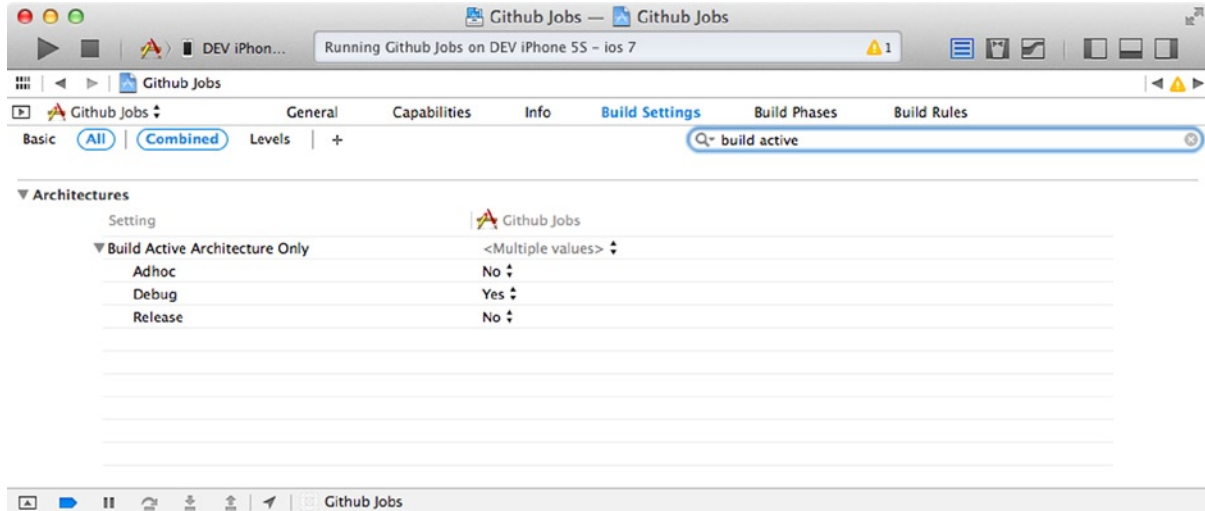 Github Jobs — Github Jobs
DEV iPhon... Running Github Jobs on DEV iPhone 5S – ios 7 1
Github Jobs
Github Jobs General Capabilities Info Build Settings Build Phases Build Rules
Basic All Combined Levels + build active
Architectures
Setting Github Jobs
Build Active Architecture Only <Multiple values>
Adhoc No
Debug Yes
Release No
Github Jobs